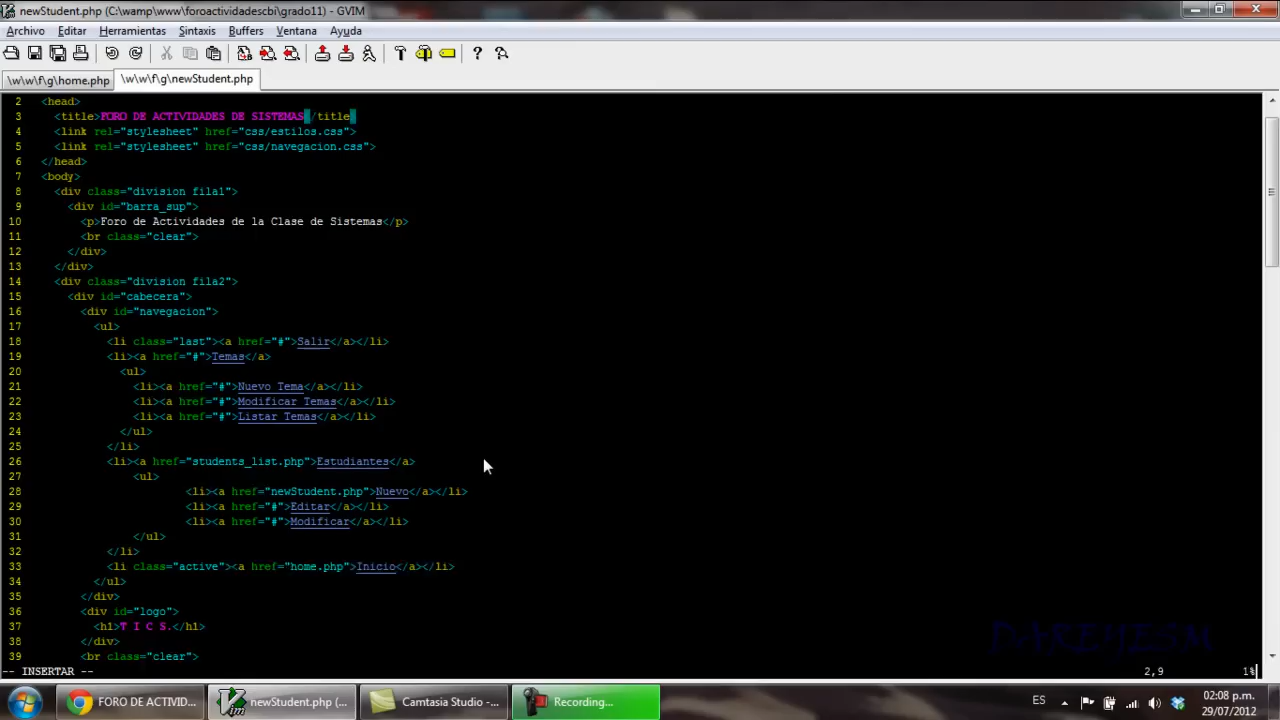 newStudent.php (C:\wamp\www\foroactividadescbi\grado11) - GVIM
Archivo Editar Herramientas Sintaxis Buffers Ventana Ayuda
\w\w\f\g\home.php \w\w\f\g\newStudent.php
2 <head>
3 <title>FORO DE ACTIVIDADES DE SISTEMAS</title>
4 <link rel="stylesheet" href="css/estilos.css">
5 <link rel="stylesheet" href="css/navegacion.css">
6 </head>
7 <body>
8 <div class="division fila1">
9 <div id="barra_sup">
10 <p>Foro de Actividades de la Clase de Sistemas</p>
11 <br class="clear">
12 </div>
13 </div>
14 <div class="division fila2">
15 <div id="cabecera">
16 <div id="navegacion">
17 <ul>
18 <li class="last"><a href="#">Salir</a></li>
19 <li><a href="#">Temas</a>
20 <ul>
21 <li><a href="#">Nuevo Tema</a></li>
22 <li><a href="#">Modificar Temas</a></li>
23 <li><a href="#">Listar Temas</a></li>
24 </ul>
25 </li>
26 <li><a href="students_list.php">Estudiantes</a>
27 <ul>
28 <li><a href="newStudent.php">Nuevo</a></li>
29 <li><a href="#">Editar</a></li>
30 <li><a href="#">Modificar</a></li>
31 </ul>
32 </li>
33 <li class="active"><a href="home.php">Inicio</a></li>
34 </ul>
35 </div>
36 <div id="logo">
37 <h1>T I C S.</h1>
38 </div>
39 <br class="clear">
DAREHESM
-- INSERTAR -- 2,9 1%
FORO DE ACTIVID... newStudent.php (... Camtasia Studio -... Recording... ES 02:08 p.m.
29/07/2012